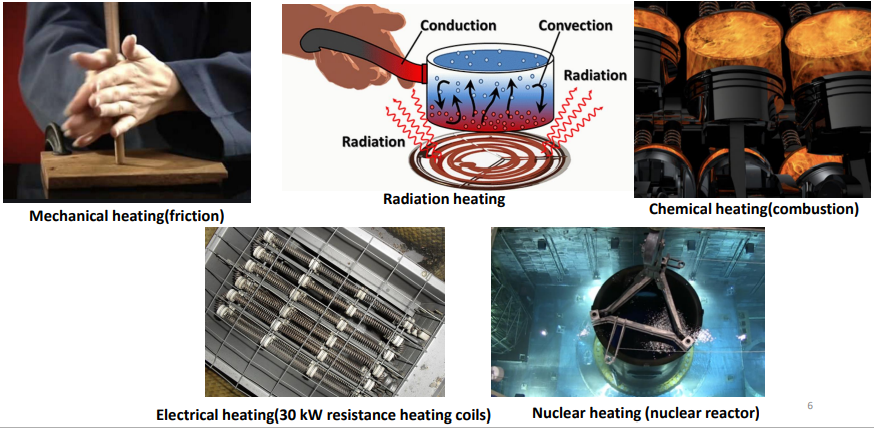 Conduction
Convection
Radiation
Radiation
Mechanical heating(friction)
Radiation heating
Chemical heating(combustion)
Electrical heating(30 kW resistance heating coils)
Nuclear heating (nuclear reactor)
6